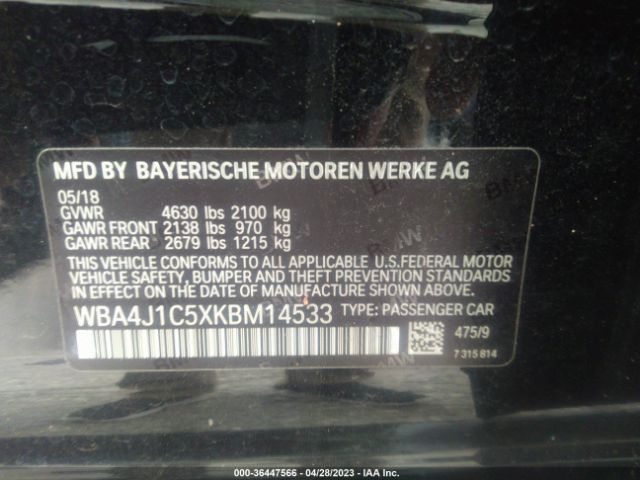 MFD BY BAYERISCHE MOTOREN WERKE AG
05/18
GVWR 4630 lbs 2100 kg
GAWR FRONT 2138 lbs 970 kg
GAWR REAR 2679 lbs 1215 kg
THIS VEHICLE CONFORMS TO ALL APPLICABLE U.S.FEDERAL MOTOR
VEHICLE SAFETY, BUMPER AND THEFT PREVENTION STANDARDS
IN EFFECT ON THE DATE OF MANUFACTURE SHOWN ABOVE.
WBA4J1C5XKBM14533 TYPE: PASSENGER CAR
475/9
7 315 814
000-36447566 - 04/28/2023 - IAA Inc.